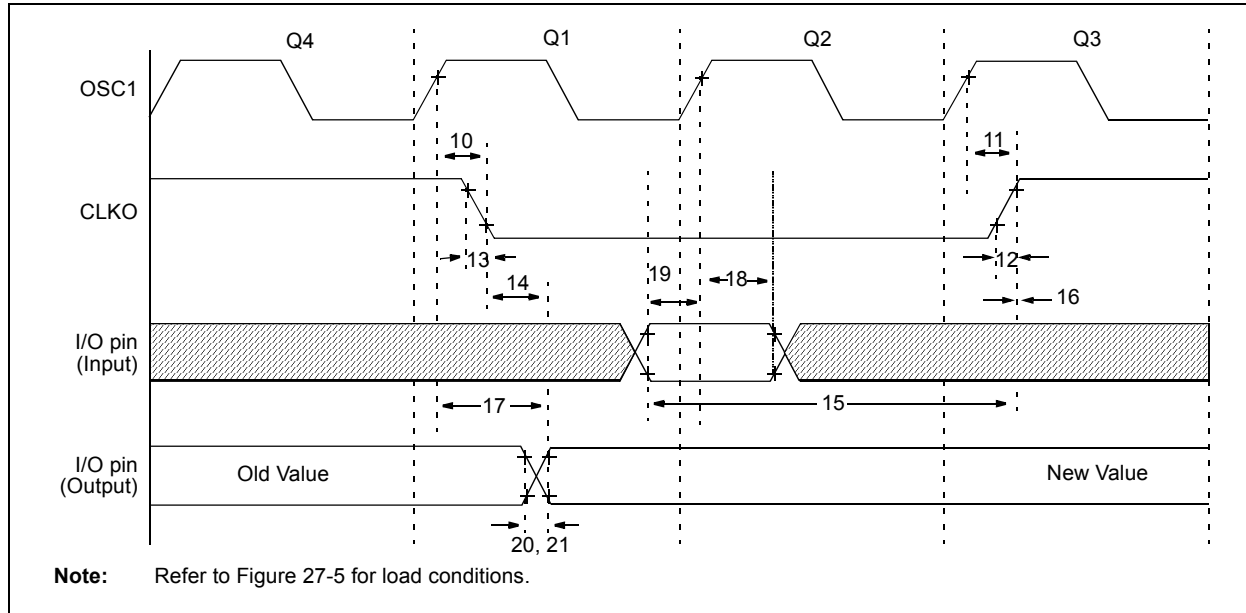 Q4 Q1 Q2 Q3
OSC1
10 11
CLKO
13 12
14 19 18 16
I/O pin
(Input)
17 15
I/O pin
(Output)
Old Value New Value
20, 21
Note: Refer to Figure 27-5 for load conditions.